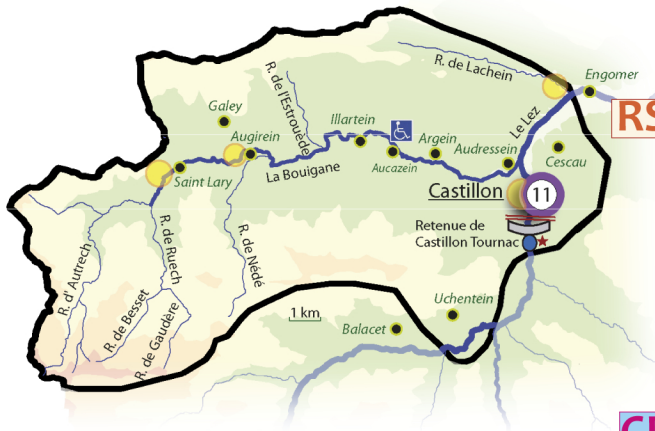 R. de Lachein
Engomer
RS
R. de l'Estrouède
Galey
Illartein
Le Lez
Augirein
Argein
Audressein
Cescau
La Bouigane
Aucazein
Saint Lary
Castillon
11
R. d' Autrech
R. de Ruech
R. de Nédé
Retenue de
Castillon Tournac
R. de Besset
R. de Gaudère
1 km
Uchentein
Balacet